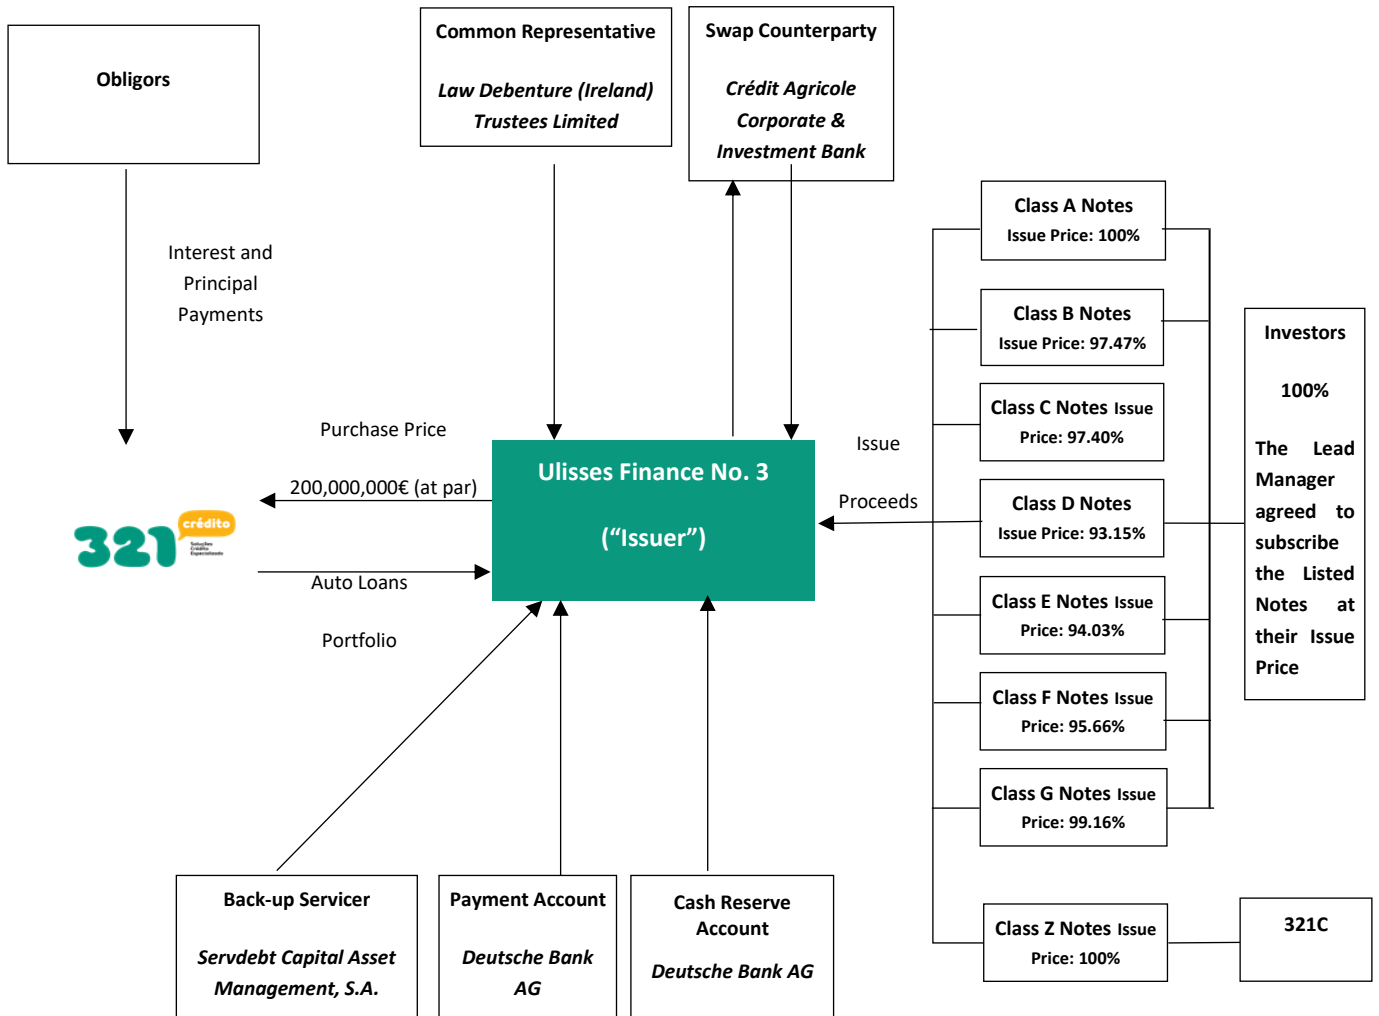 Obligors
Common Representative
Law Debenture (Ireland)
Trustees Limited
Swap Counterparty
Crédit Agricole
Corporate &
Investment Bank
Interest and
Principal
Payments
Purchase Price
200,000,000€ (at par)
321 crédito
Soluções
Crédito
Especializado
Auto Loans
Portfolio
Ulisses Finance No. 3
(“Issuer”)
Issue
Proceeds
Class A Notes
Issue Price: 100%
Class B Notes
Issue Price: 97.47%
Class C Notes Issue
Price: 97.40%
Class D Notes
Issue Price: 93.15%
Class E Notes Issue
Price: 94.03%
Class F Notes Issue
Price: 95.66%
Class G Notes Issue
Price: 99.16%
Class Z Notes Issue
Price: 100%
Investors
100%
The Lead
Manager
agreed to
subscribe
the Listed
Notes at
their Issue
Price
321C
Back-up Servicer
Servdebt Capital Asset
Management, S.A.
Payment Account
Deutsche Bank
AG
Cash Reserve
Account
Deutsche Bank AG